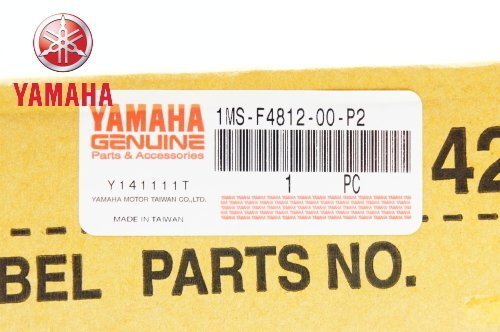 YAMAHA
YAMAHA
GENUINE
Parts & Accessories
Y141111T
YAMAHA MOTOR TAIWAN CO.,LTD.
MADE IN TAIWAN
1MS-F4812-00-P2
1 PC
42
BEL PARTS NO.